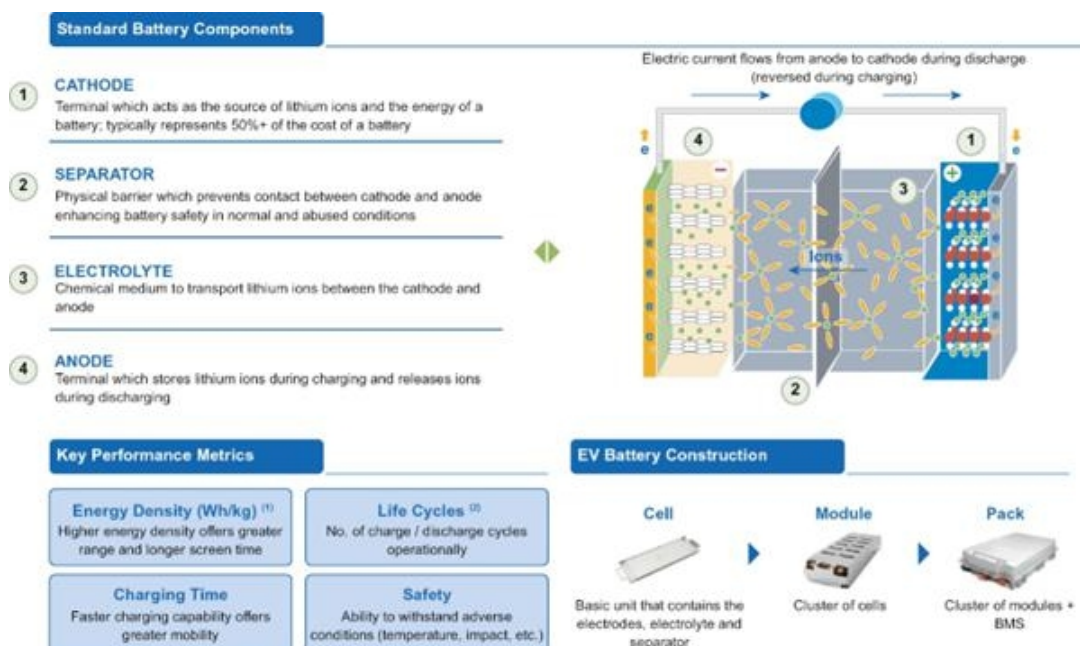 Standard Battery Components
1
CATHODE
Terminal which acts as the source of lithium ions and the energy of a
battery; typically represents 50%+ of the cost of a battery
2
SEPARATOR
Physical barrier which prevents contact between cathode and anode
enhancing battery safety in normal and abused conditions
3
ELECTROLYTE
Chemical medium to transport lithium ions between the cathode and
anode
4
ANODE
Terminal which stores lithium ions during charging and releases ions
during discharging
Electric current flows from anode to cathode during discharge
(reversed during charging)
e
4
1
e
−
+
3
e
e
e
e
e
e
Ions
2
Key Performance Metrics
Energy Density (Wh/kg) (1)
Higher energy density offers greater
range and longer screen time
Life Cycles (2)
No. of charge / discharge cycles
operationally
Charging Time
Faster charging capability offers
greater mobility
Safety
Ability to withstand adverse
conditions (temperature, impact, etc.)
EV Battery Construction
Cell
Module
Pack
Basic unit that contains the
electrodes, electrolyte and
separator
Cluster of cells
Cluster of modules +
BMS